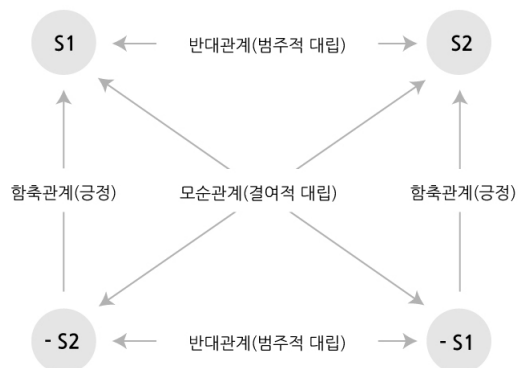 S1
반대관계(범주적 대립)
S2
함축관계(긍정)
모순관계(결여적 대립)
함축관계(긍정)
- S2
반대관계(범주적 대립)
- S1